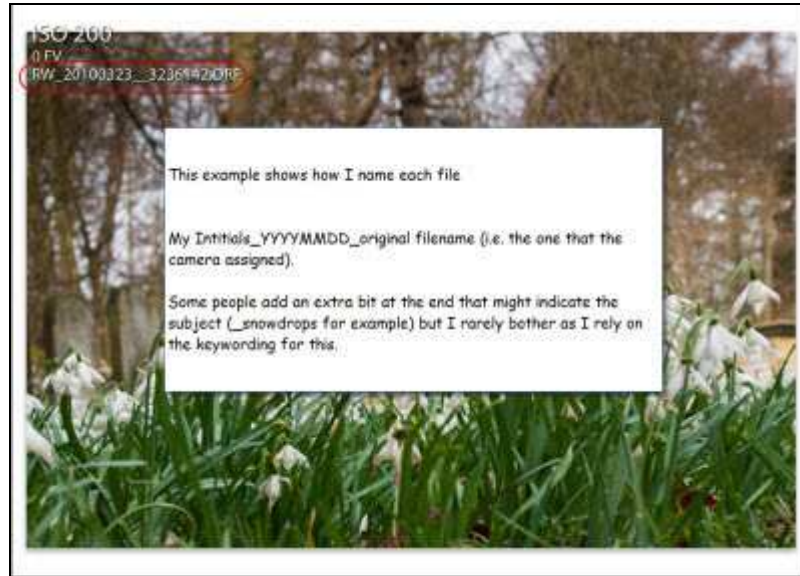 ISO 200
0 EV
RW_20100323__3236142.ORF
This example shows how I name each file
My Intitials_YYYYMMDD_original filename (i.e. the one that the
camera assigned).
Some people add an extra bit at the end that might indicate the
subject (_snowdrops for example) but I rarely bother as I rely on
the keywording for this.